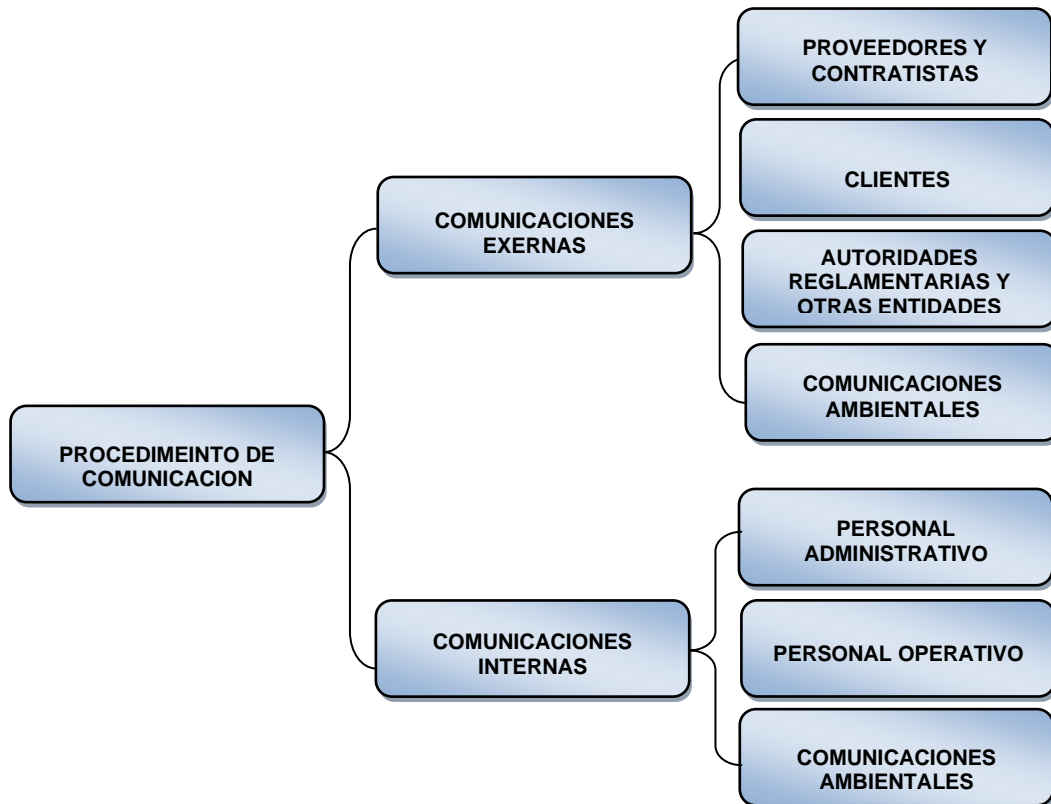 PROVEEDORES Y
CONTRATISTAS
CLIENTES
COMUNICACIONES
EXERNAS
AUTORIDADES
REGLAMENTARIAS Y
OTRAS ENTIDADES
COMUNICACIONES
AMBIENTALES
PROCEDIMEINTO DE
COMUNICACION
PERSONAL
ADMINISTRATIVO
COMUNICACIONES
INTERNAS
PERSONAL OPERATIVO
COMUNICACIONES
AMBIENTALES